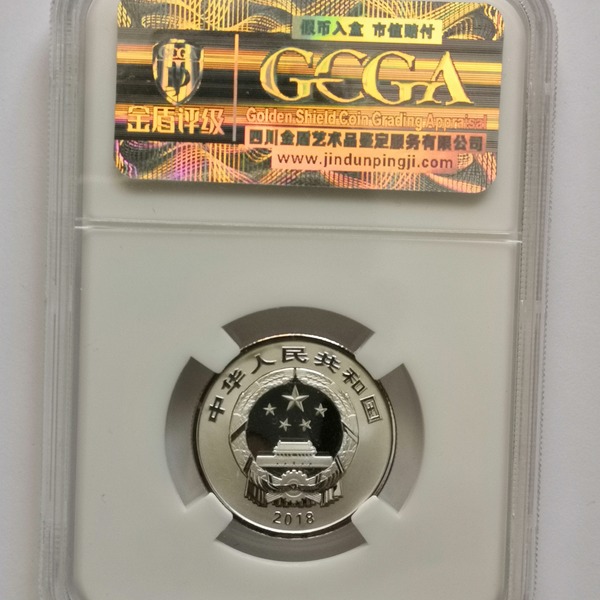 假币入盒 市值赔付
GCGA
金盾评级
Golden Shield Coin Grading Appraisal
四川金盾艺术品鉴定服务有限公司
www.jindunpingji.com
中华人民共和国
2018